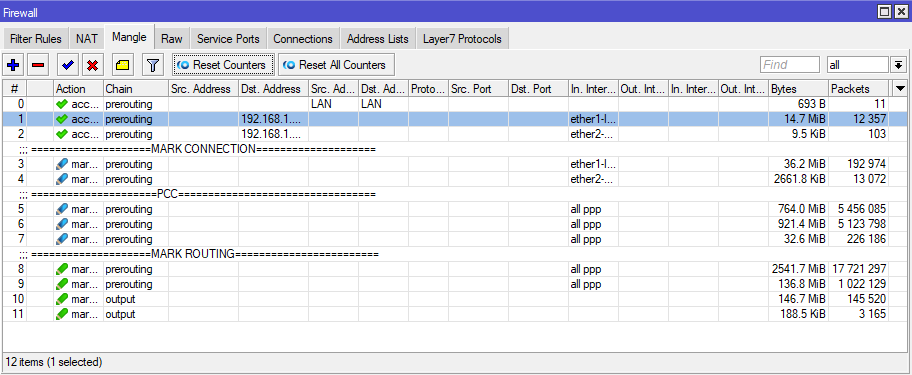 Firewall
Filter Rules NAT Mangle Raw Service Ports Connections Address Lists Layer7 Protocols
Reset Counters Reset All Counters Find all
# Action Chain Src. Address Dst. Address Src. Ad... Dst. Ad... Proto... Src. Port Dst. Port In. Inter... Out. Int... In. Inter... Out. Int... Bytes Packets
0 acc... prerouting LAN LAN 693 B 11
1 acc... prerouting 192.168.1.... ether1-l... 14.7 MiB 12 357
2 acc... prerouting 192.168.1.... ether2-... 9.5 KiB 103
;;; ====================MARK CONNECTION====================
3 mar... prerouting ether1-l... 36.2 MiB 192 974
4 mar... prerouting ether2-... 2661.8 KiB 13 072
;;; =====================PCC=================================
5 mar... prerouting all ppp 764.0 MiB 5 456 085
6 mar... prerouting all ppp 921.4 MiB 5 123 798
7 mar... prerouting all ppp 32.6 MiB 226 186
;;; ====================MARK ROUTING========================
8 mar... prerouting all ppp 2541.7 MiB 17 721 297
9 mar... prerouting all ppp 136.8 MiB 1 022 129
10 mar... output 146.7 MiB 145 520
11 mar... output 188.5 KiB 3 165
12 items (1 selected)